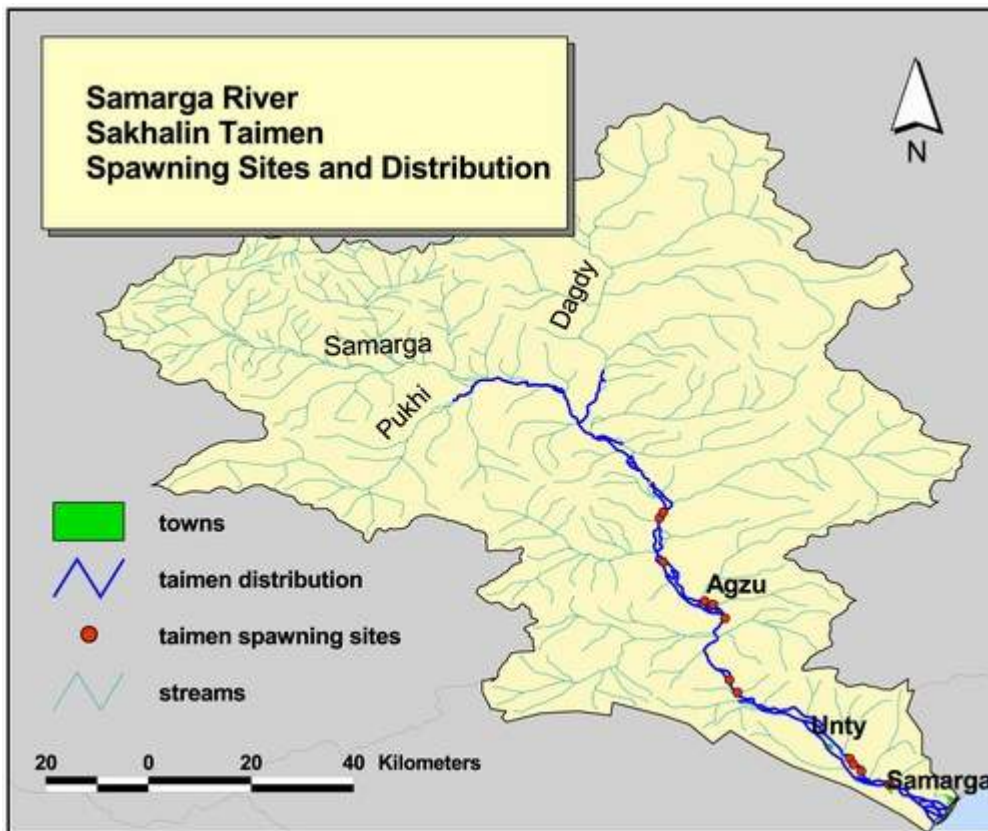 Samarga River
Sakhalin Taimen
Spawning Sites and Distribution
N
Dagdy
Samarga
Pukhi
towns
taimen distribution
Agzu
taimen spawning sites
streams
Unty
20 0 20 40 Kilometers
Samarga